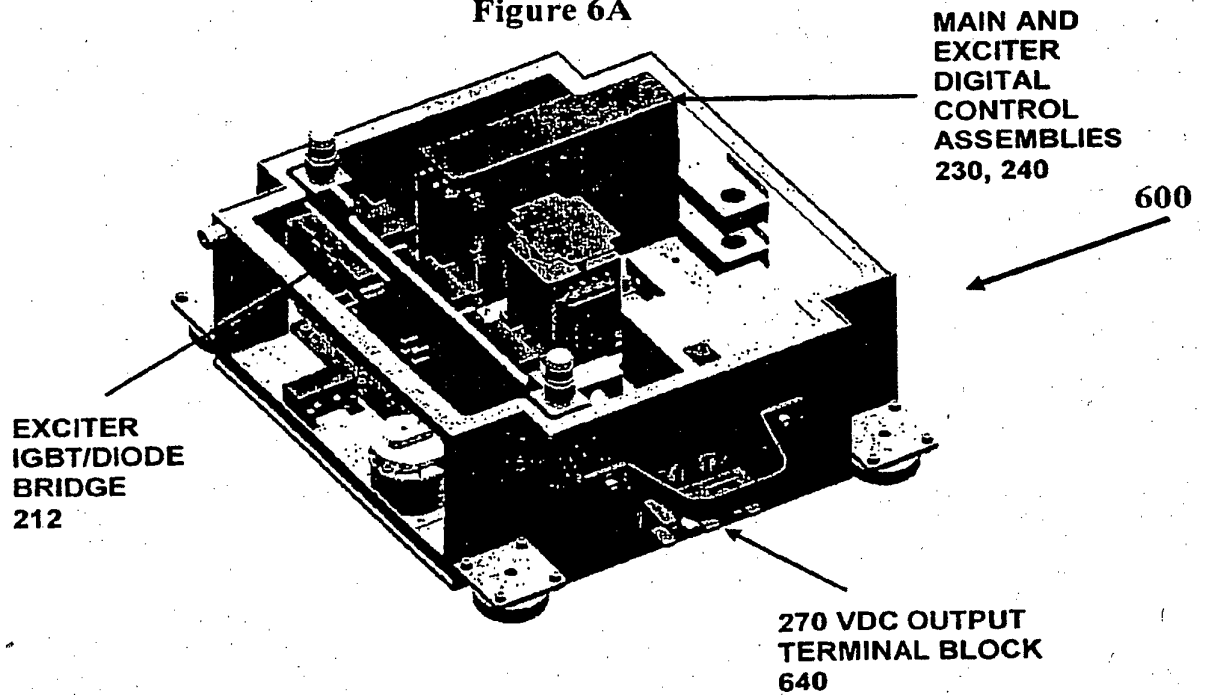 Figure 6A
MAIN AND
EXCITER
DIGITAL
CONTROL
ASSEMBLIES
230, 240
600
EXCITER
IGBT/DIODE
BRIDGE
212
270 VDC OUTPUT
TERMINAL BLOCK
640